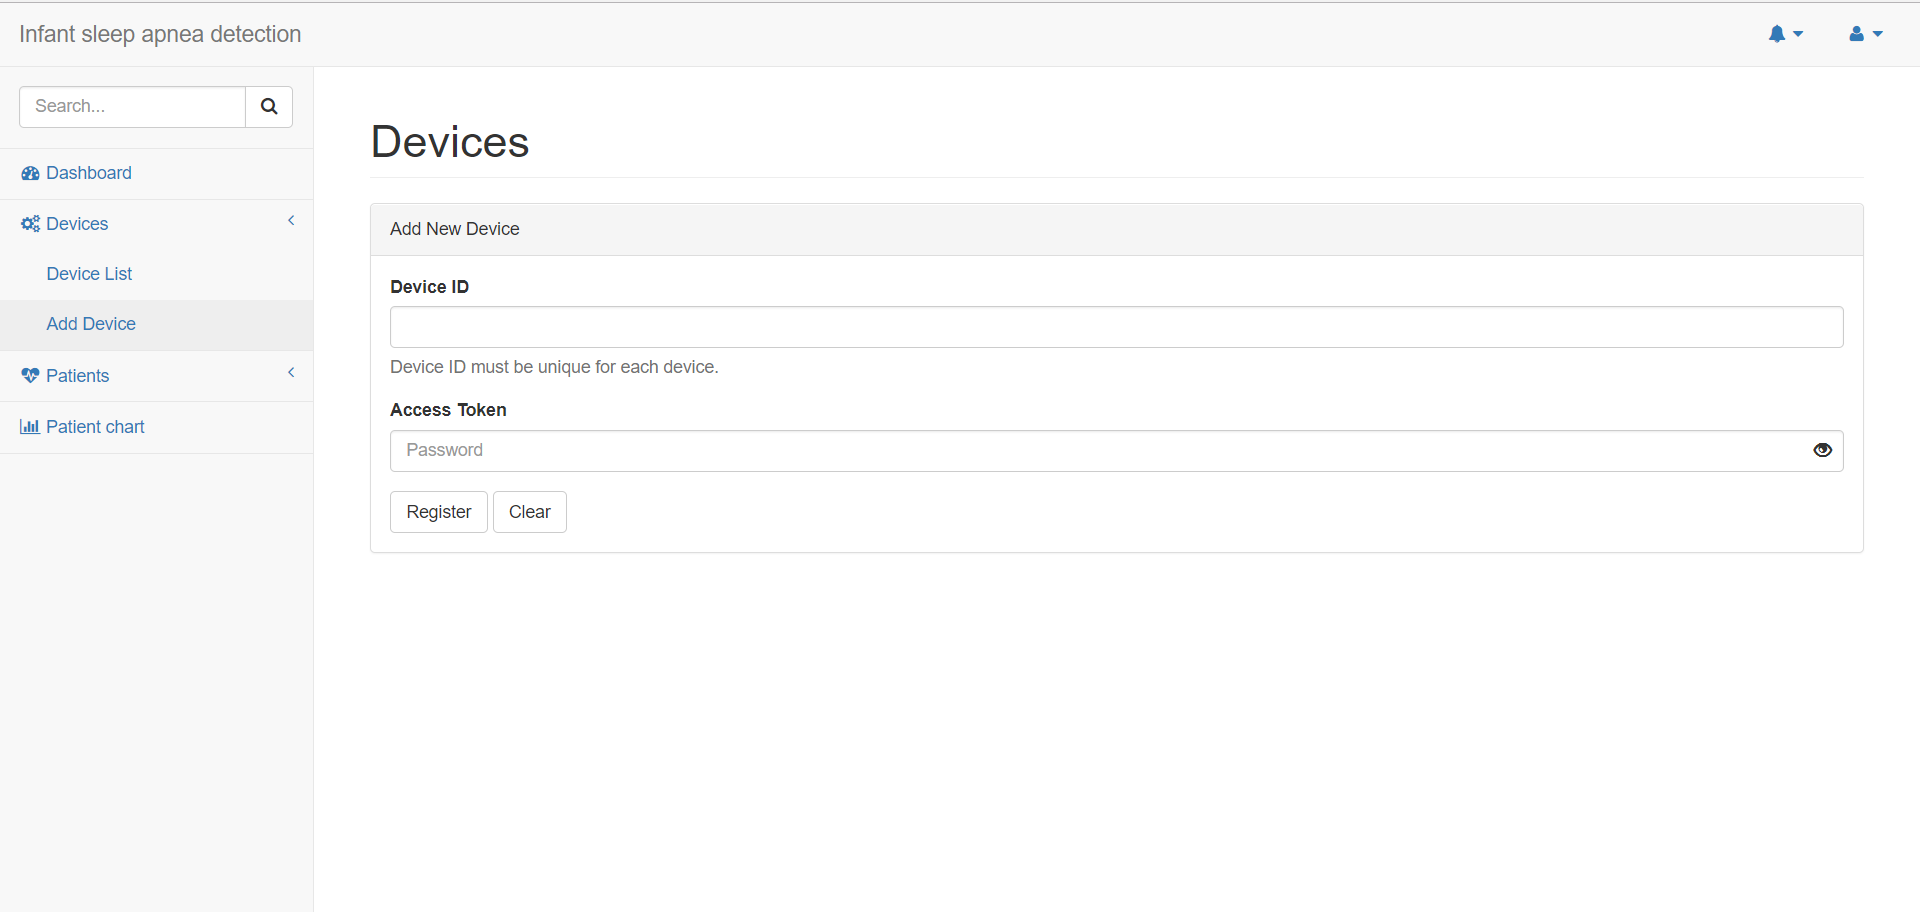 Infant sleep apnea detection
Search...
Dashboard
Devices
Device List
Add Device
Patients
Patient chart
Devices
Add New Device
Device ID
Device ID must be unique for each device.
Access Token
Password
Register Clear